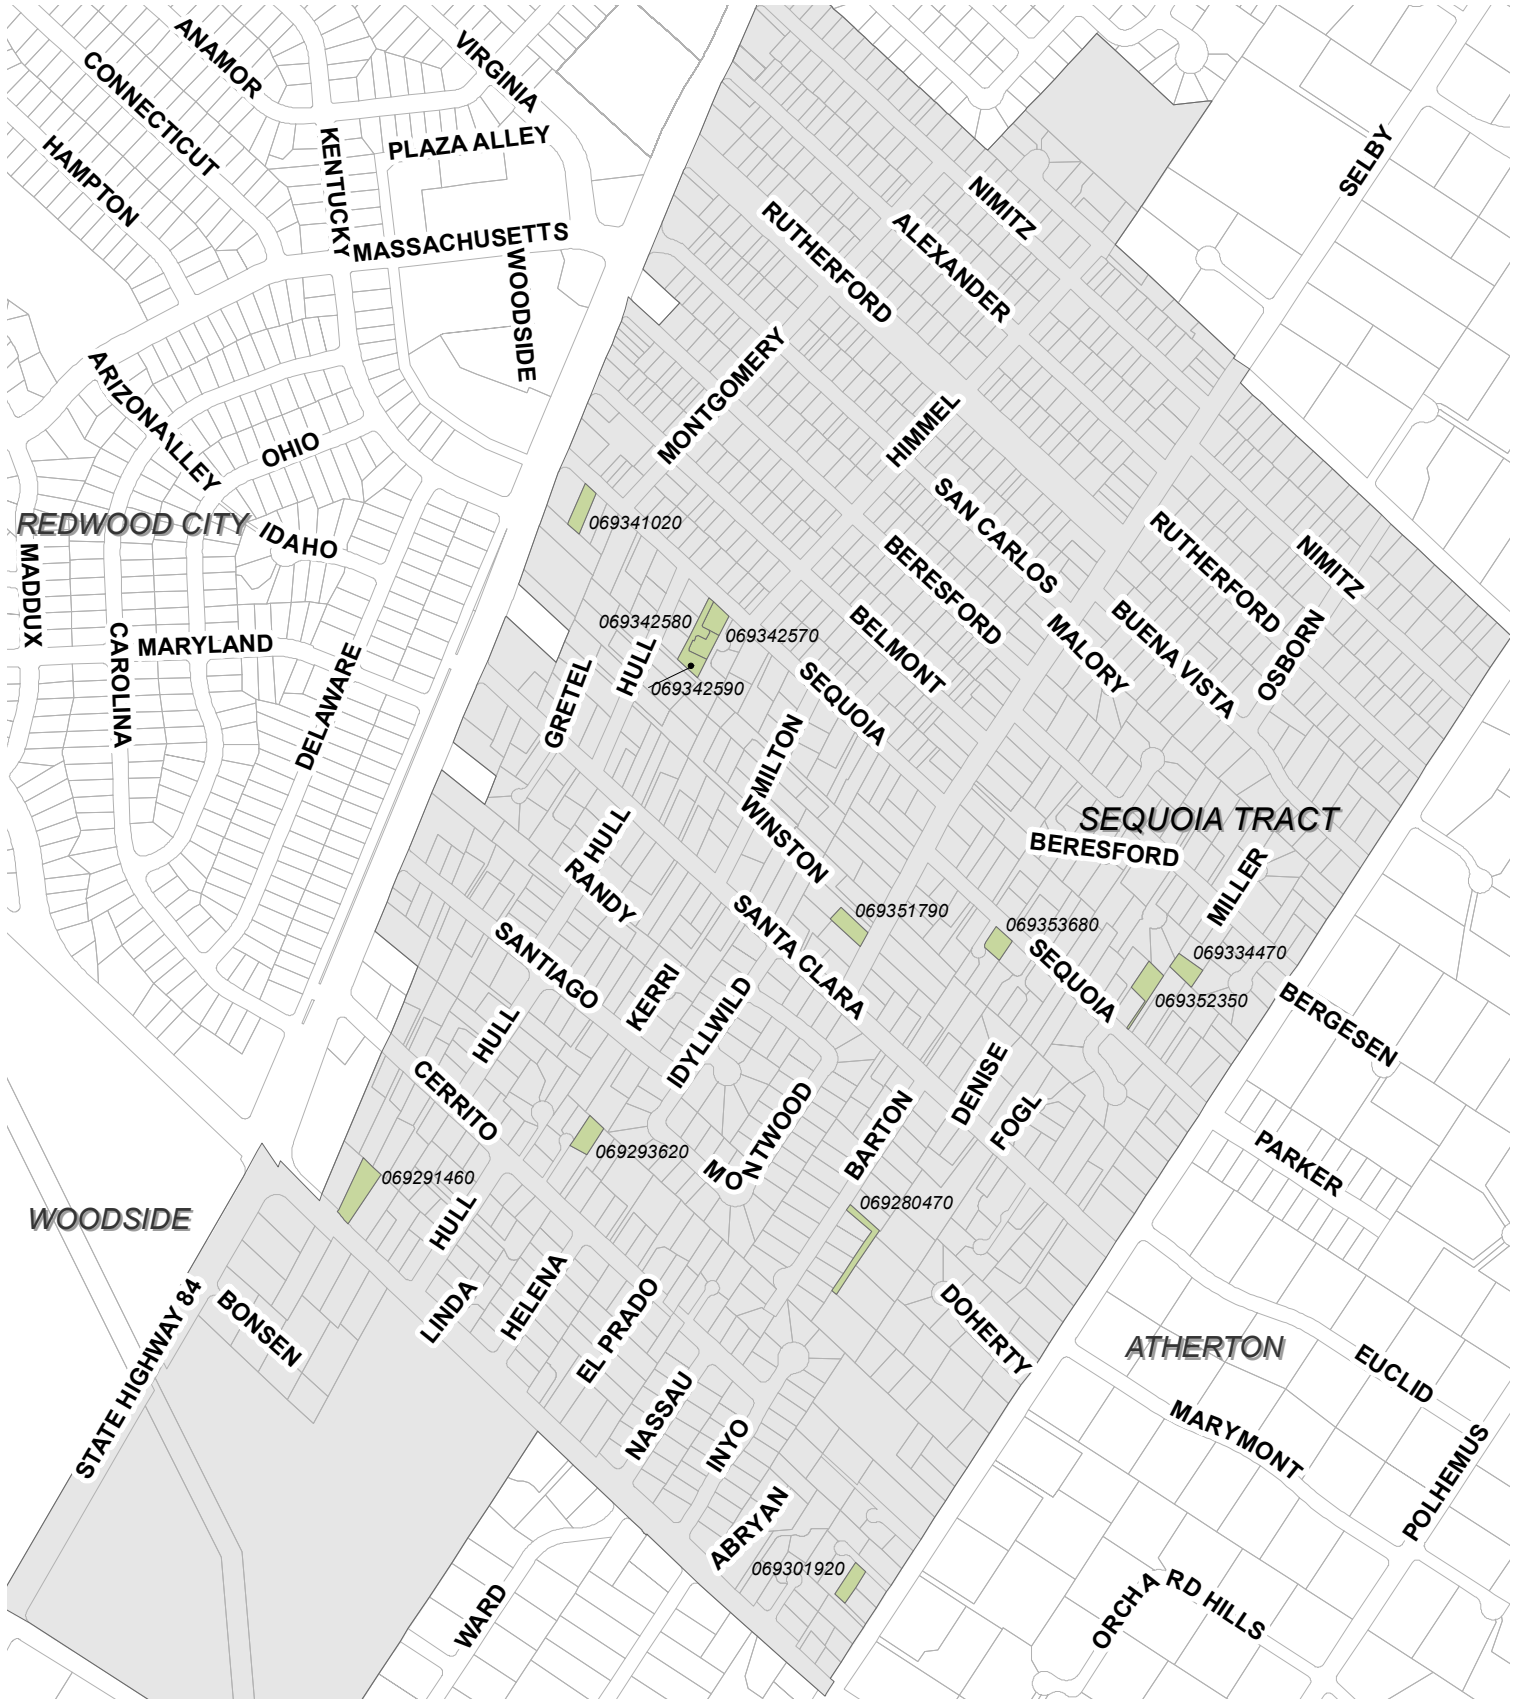 ANAMOR
VIRGINIA
CONNECTICUT
HAMPTON
KENTUCKY
PLAZA ALLEY
MASSACHUSETTS
WOODSIDE
SELBY
NIMITZ
ALEXANDER
RUTHERFORD
MONTGOMERY
HIMMEL
ARIZONA
ALLEY
OHIO
IDAHO
REDWOOD CITY
MADDUX
CAROLINA
MARYLAND
DELAWARE
069341020
SAN CARLOS
BERESFORD
RUTHERFORD
NIMITZ
OSBORN
BUENA VISTA
MALORY
BELMONT
SEQUOIA
069342580
069342570
069342590
HULL
GRETEL
MILTON
WINSTON
SEQUOIA TRACT
BERESFORD
MILLER
HULL
RANDY
SANTA CLARA
069351790
069353680
069334470
069352350
SEQUOIA
BERGESEN
SANTIAGO
KERRI
IDYLLWILD
HULL
CERRITO
DENISE
FOGL
MONTWOOD
BARTON
PARKER
069293620
069291460
069280470
WOODSIDE
HULL
LINDA
HELENA
EL PRADO
DOHERTY
ATHERTON
EUCLID
BONSEN
STATE HIGHWAY 84
NASSAU
INYO
MARYMONT
POLHEMUS
ABRYAN
069301920
WARD
ORCHARD HILLS